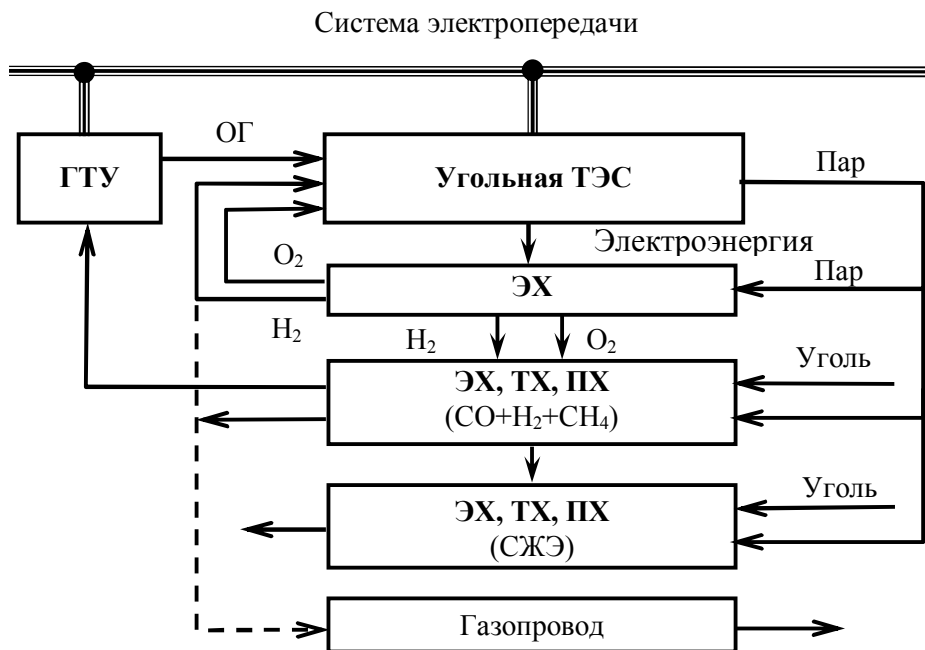 Система электропередачи
ОГ
ГТУ
Угольная ТЭС
Пар
Электроэнергия
O₂
ЭХ
Пар
H₂
H₂
O₂
Уголь
ЭХ, ТХ, ПХ
(CO+H₂+CH₄)
Уголь
ЭХ, ТХ, ПХ
(СЖЭ)
Газопровод